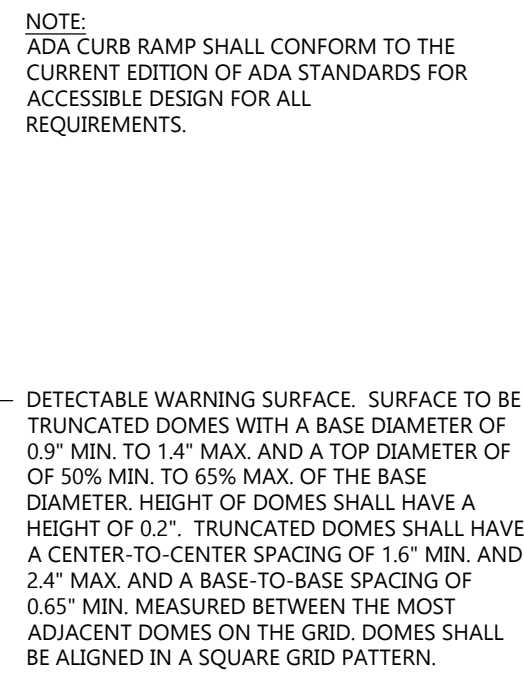 NOTE:
ADA CURB RAMP SHALL CONFORM TO THE
CURRENT EDITION OF ADA STANDARDS FOR
ACCESSIBLE DESIGN FOR ALL
REQUIREMENTS.
DETECTABLE WARNING SURFACE.  SURFACE TO BE
TRUNCATED DOMES WITH A BASE DIAMETER OF
0.9" MIN. TO 1.4" MAX. AND A TOP DIAMETER OF
OF 50% MIN. TO 65% MAX. OF THE BASE
DIAMETER. HEIGHT OF DOMES SHALL HAVE A
HEIGHT OF 0.2".  TRUNCATED DOMES SHALL HAVE
A CENTER-TO-CENTER SPACING OF 1.6" MIN. AND
2.4" MAX. AND A BASE-TO-BASE SPACING OF
0.65" MIN. MEASURED BETWEEN THE MOST
ADJACENT DOMES ON THE GRID. DOMES SHALL
BE ALIGNED IN A SQUARE GRID PATTERN.